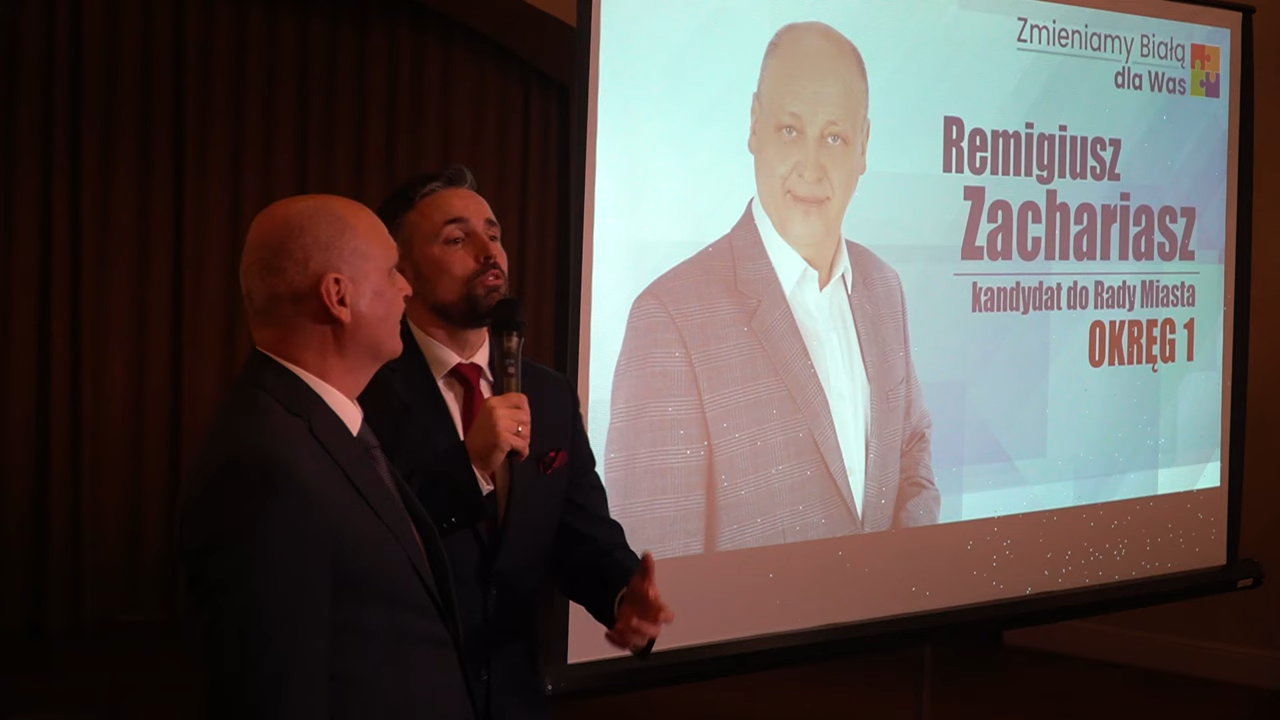 Zmieniamy Białą
dla Was
Remigiusz
Zachariasz
kandydat do Rady Miasta
OKRĘG 1